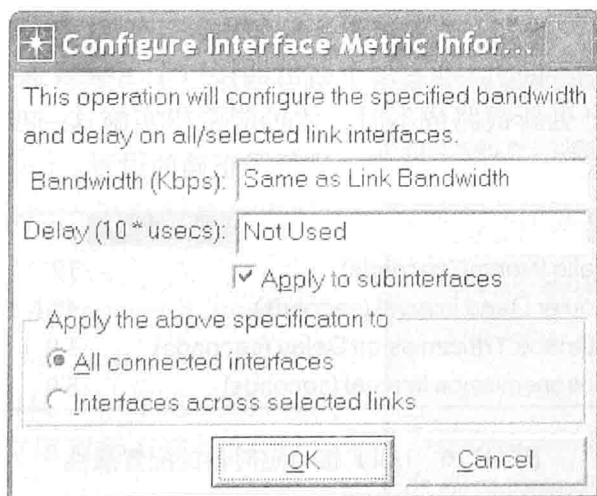 Configure Interface Metric Infor...
This operation will configure the specified bandwidth
and delay on all/selected link interfaces.
Bandwidth (Kbps): Same as Link Bandwidth
Delay (10 * usecs): Not Used
Apply to subinterfaces
Apply the above specificaton to
All connected interfaces
Interfaces across selected links
OK Cancel